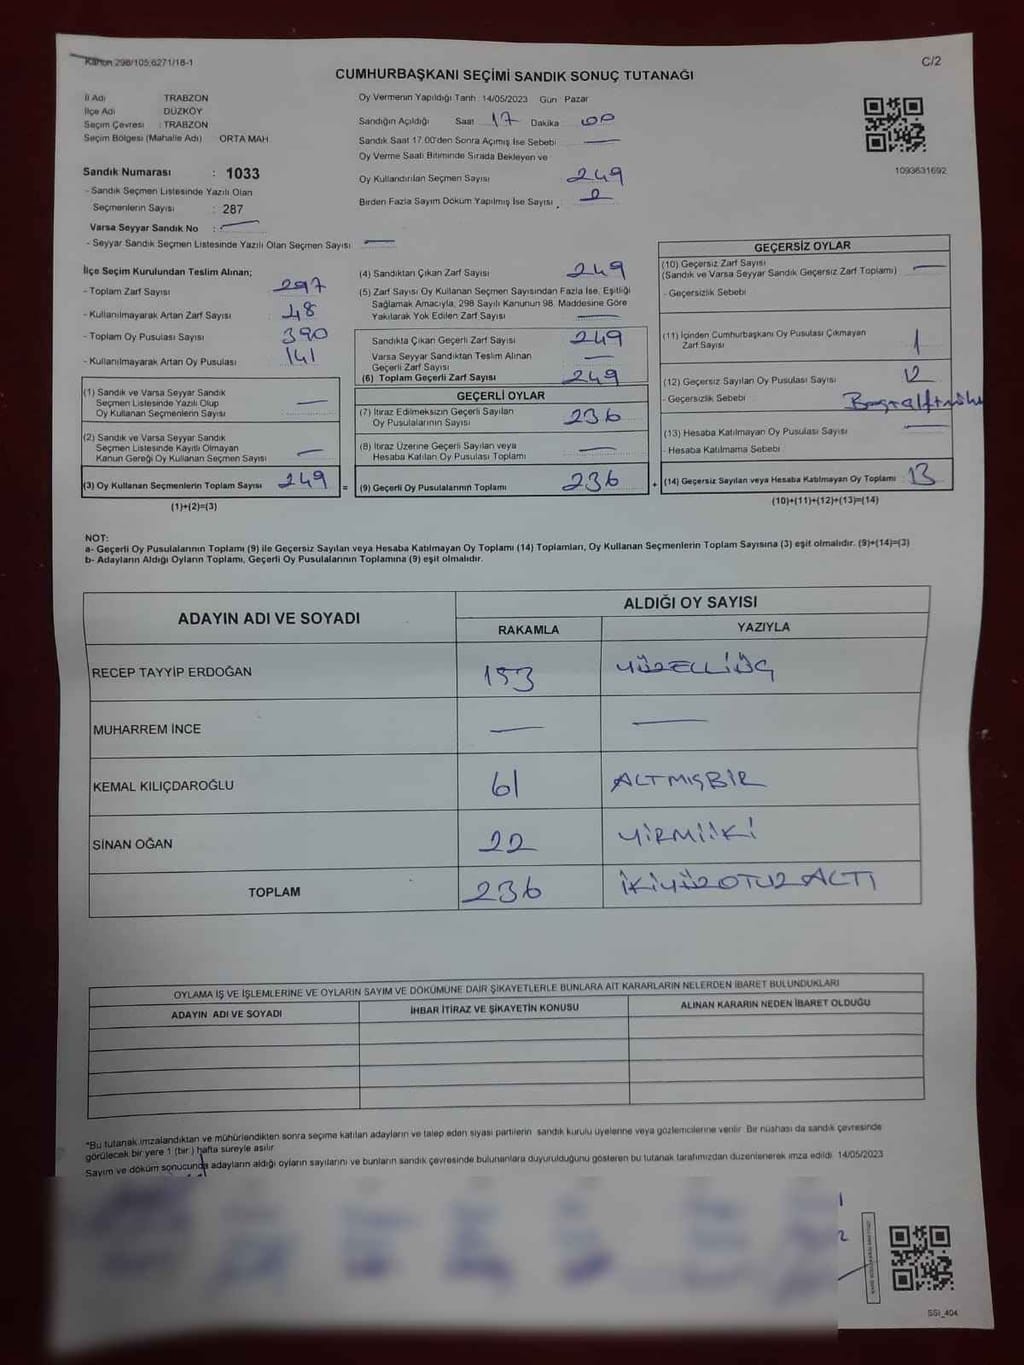 Kanun 298/105;6271/18-1
C/2
CUMHURBAŞKANI SEÇİMİ SANDIK SONUÇ TUTANAĞI
İl Adı TRABZON
İlçe Adı DÜZKÖY
Seçim Çevresi : TRABZON
Seçim Bölgesi (Mahalle Adı) ORTA MAH.
Sandık Numarası : 1033
- Sandık Seçmen Listesinde Yazılı Olan
Seçmenlerin Sayısı : 287
Varsa Seyyar Sandık No : —
- Seyyar Sandık Seçmen Listesinde Yazılı Olan Seçmen Sayısı —
Oy Vermenin Yapıldığı Tarih 14/05/2023 Gün Pazar
Sandığın Açıldığı Saat 17 Dakika 00
Sandık Saat 17.00'den Sonra Açımış İse Sebebi —
Oy Verme Saati Bitiminde Sırada Bekleyen ve
Oy Kullandırılan Seçmen Sayısı 249
Birden Fazla Sayım Döküm Yapılmış İse Sayısı 2
1093631692
İlçe Seçim Kurulundan Teslim Alınan;
- Toplam Zarf Sayısı 297
- Kullanılmayarak Artan Zarf Sayısı 48
- Toplam Oy Pusulası Sayısı 390
- Kullanılmayarak Artan Oy Pusulası 141
(1) Sandık ve Varsa Seyyar Sandık
Seçmen Listesinde Yazılı Olup
Oy Kullanan Seçmenlerin Sayısı —
(2) Sandık ve Varsa Seyyar Sandık
Seçmen Listesinde Kayıtlı Olmayan
Kanun Gereği Oy Kullanan Seçmen Sayısı —
(3) Oy Kullanan Seçmenlerin Toplam Sayısı 249 =
(1)+(2)=(3)
(4) Sandıktan Çıkan Zarf Sayısı 249
(5) Zarf Sayısı Oy Kullanan Seçmen Sayısından Fazla İse, Eşitliği
Sağlamak Amacıyla, 298 Sayılı Kanunun 98. Maddesine Göre
Yakılarak Yok Edilen Zarf Sayısı —
Sandıkta Çıkan Geçerli Zarf Sayısı 249
Varsa Seyyar Sandıktan Teslim Alınan
Geçerli Zarf Sayısı —
(6) Toplam Geçerli Zarf Sayısı 249
GEÇERLİ OYLAR
(7) İtiraz Edilmeksizin Geçerli Sayılan
Oy Pusulalarının Sayısı 236
(8) İtiraz Üzerine Geçerli Sayılan veya
Hesaba Katılan Oy Pusulası Toplamı —
(9) Geçerli Oy Pusulalarının Toplamı 236 +
GEÇERSİZ OYLAR
(10) Geçersiz Zarf Sayısı
(Sandık ve Varsa Seyyar Sandık Geçersiz Zarf Toplamı) —
- Geçersizlik Sebebi
(11) İçinden Cumhurbaşkanı Oy Pusulası Çıkmayan
Zarf Sayısı 1
(12) Geçersiz Sayılan Oy Pusulası Sayısı 12
- Geçersizlik Sebebi
(13) Hesaba Katılmayan Oy Pusulası Sayısı —
- Hesaba Katılmama Sebebi
(14) Geçersiz Sayılan veya Hesaba Katılmayan Oy Toplamı 13
(10)+(11)+(12)+(13)=(14)
NOT:
a- Geçerli Oy Pusulalarının Toplamı (9) ile Geçersiz Sayılan veya Hesaba Katılmayan Oy Toplamı (14) Toplamları, Oy Kullanan Seçmenlerin Toplam Sayısına (3) eşit olmalıdır. (9)+(14)=(3)
b- Adayların Aldığı Oyların Toplamı, Geçerli Oy Pusulalarının Toplamına (9) eşit olmalıdır.
ADAYIN ADI VE SOYADI
ALDIĞI OY SAYISI
RAKAMLA YAZIYLA
RECEP TAYYİP ERDOĞAN 153 YÜZELLİÜÇ
MUHARREM İNCE — —
KEMAL KILIÇDAROĞLU 61 ALTMIŞBİR
SİNAN OĞAN 22 YİRMİİKİ
TOPLAM 236 İKİYÜZOTUZALTI
OYLAMA İŞ VE İŞLEMLERİNE VE OYLARIN SAYIM VE DÖKÜMÜNE DAİR ŞİKAYETLERLE BUNLARA AİT KARARLARIN NELERDEN İBARET BULUNDUKLARI
ADAYIN ADI VE SOYADI İHBAR İTİRAZ VE ŞİKAYETİN KONUSU ALINAN KARARIN NEDEN İBARET OLDUĞU
*Bu tutanak imzalandıktan ve mühürlendikten sonra seçime katılan adayların ve talep eden siyasi partilerin sandık kurulu üyelerine veya gözlemcilerine verilir. Bir nüshası da sandık çevresinde
görülecek bir yere 1 (bir) hafta süreyle asılır.
Sayım ve döküm sonucunda adayların aldığı oyların sayılarını ve bunların sandık çevresinde bulunanlara duyurulduğunu gösteren bu tutanak tarafımızdan düzenlenerek imza edildi. 14/05/2023
SSI_404